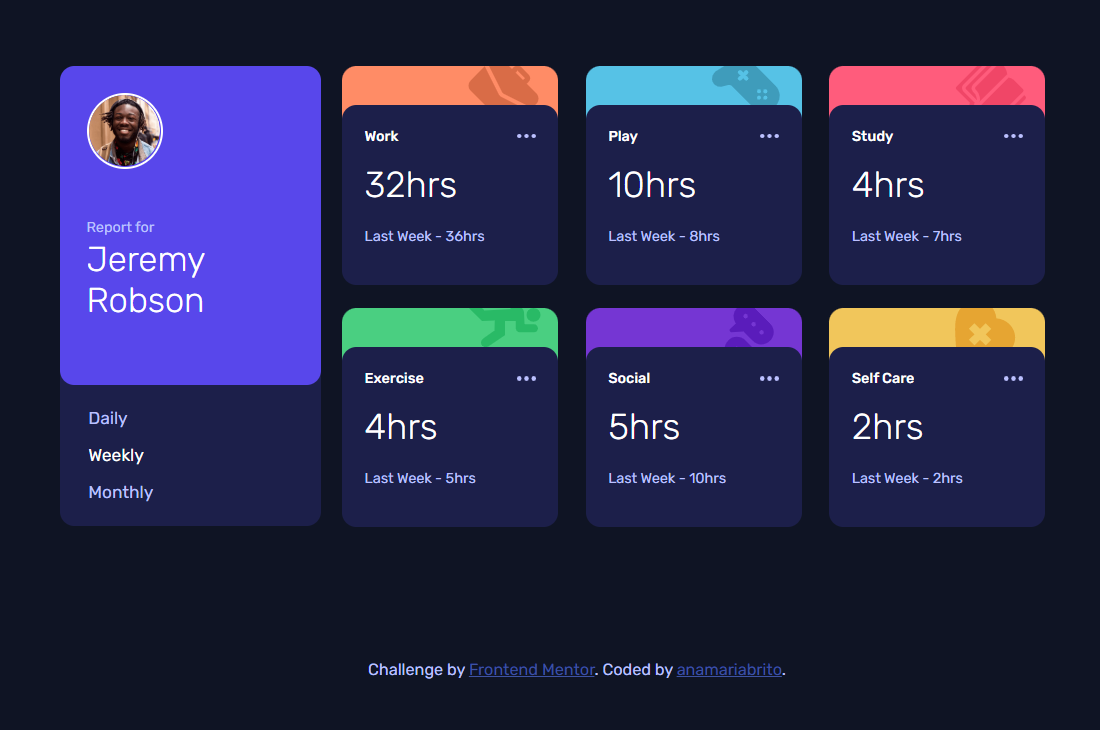 Report for
Jeremy
Robson
Daily
Weekly
Monthly
Work
32hrs
Last Week - 36hrs
Play
10hrs
Last Week - 8hrs
Study
4hrs
Last Week - 7hrs
Exercise
4hrs
Last Week - 5hrs
Social
5hrs
Last Week - 10hrs
Self Care
2hrs
Last Week - 2hrs
Challenge by Frontend Mentor. Coded by anamariabrito.